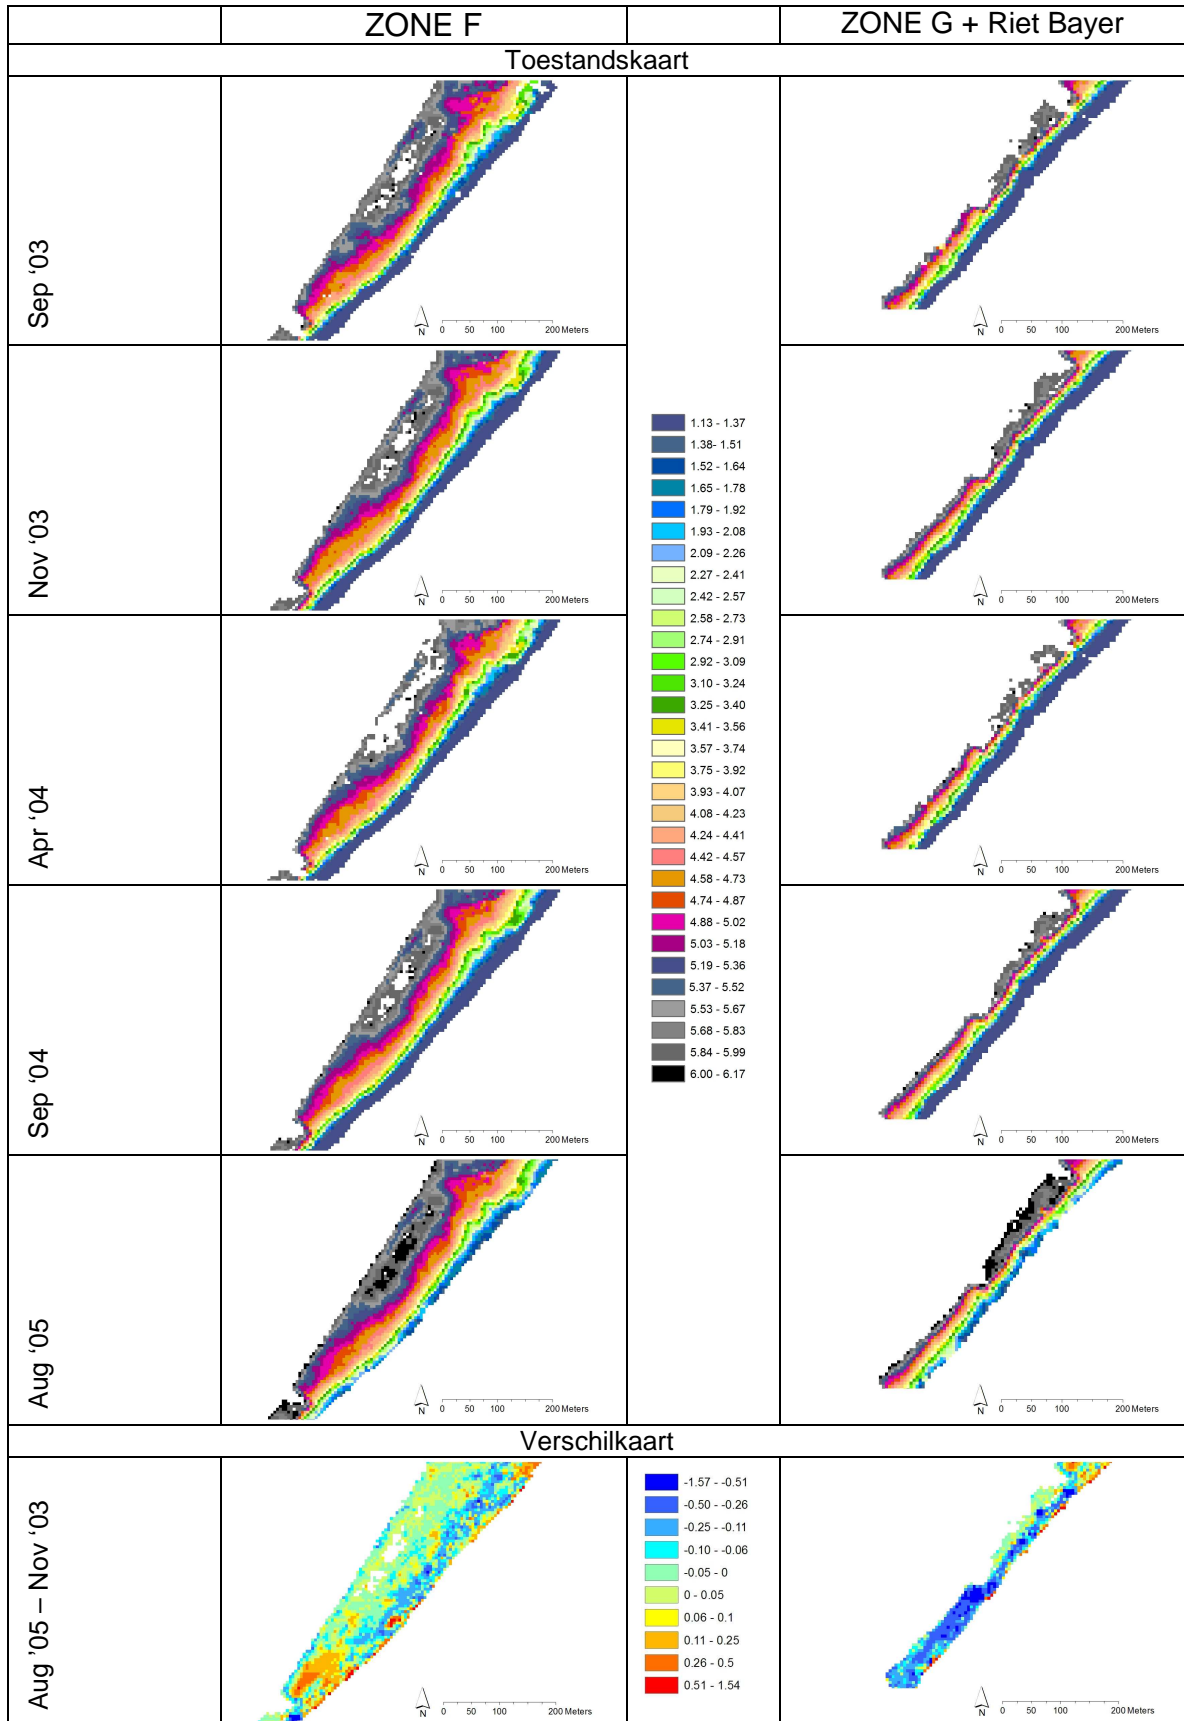 ZONE F
ZONE G + Riet Bayer
Toestandskaart
Sep ‘03
N 0 50 100 200 Meters
N 0 50 100 200 Meters
Nov ‘03
N 0 50 100 200 Meters
N 0 50 100 200 Meters
Apr ‘04
N 0 50 100 200 Meters
N 0 50 100 200 Meters
Sep ‘04
N 0 50 100 200 Meters
N 0 50 100 200 Meters
Aug ‘05
N 0 50 100 200 Meters
N 0 50 100 200 Meters
1.13 - 1.37
1.38- 1.51
1.52 - 1.64
1.65 - 1.78
1.79 - 1.92
1.93 - 2.08
2.09 - 2.26
2.27 - 2.41
2.42 - 2.57
2.58 - 2.73
2.74 - 2.91
2.92 - 3.09
3.10 - 3.24
3.25 - 3.40
3.41 - 3.56
3.57 - 3.74
3.75 - 3.92
3.93 - 4.07
4.08 - 4.23
4.24 - 4.41
4.42 - 4.57
4.58 - 4.73
4.74 - 4.87
4.88 - 5.02
5.03 - 5.18
5.19 - 5.36
5.37 - 5.52
5.53 - 5.67
5.68 - 5.83
5.84 - 5.99
6.00 - 6.17
Verschilkaart
Aug ’05 – Nov ‘03
N 0 50 100 200 Meters
-1.57 - -0.51
-0.50 - -0.26
-0.25 - -0.11
-0.10 - -0.06
-0.05 - 0
0 - 0.05
0.06 - 0.1
0.11 - 0.25
0.26 - 0.5
0.51 - 1.54
N 0 50 100 200 Meters